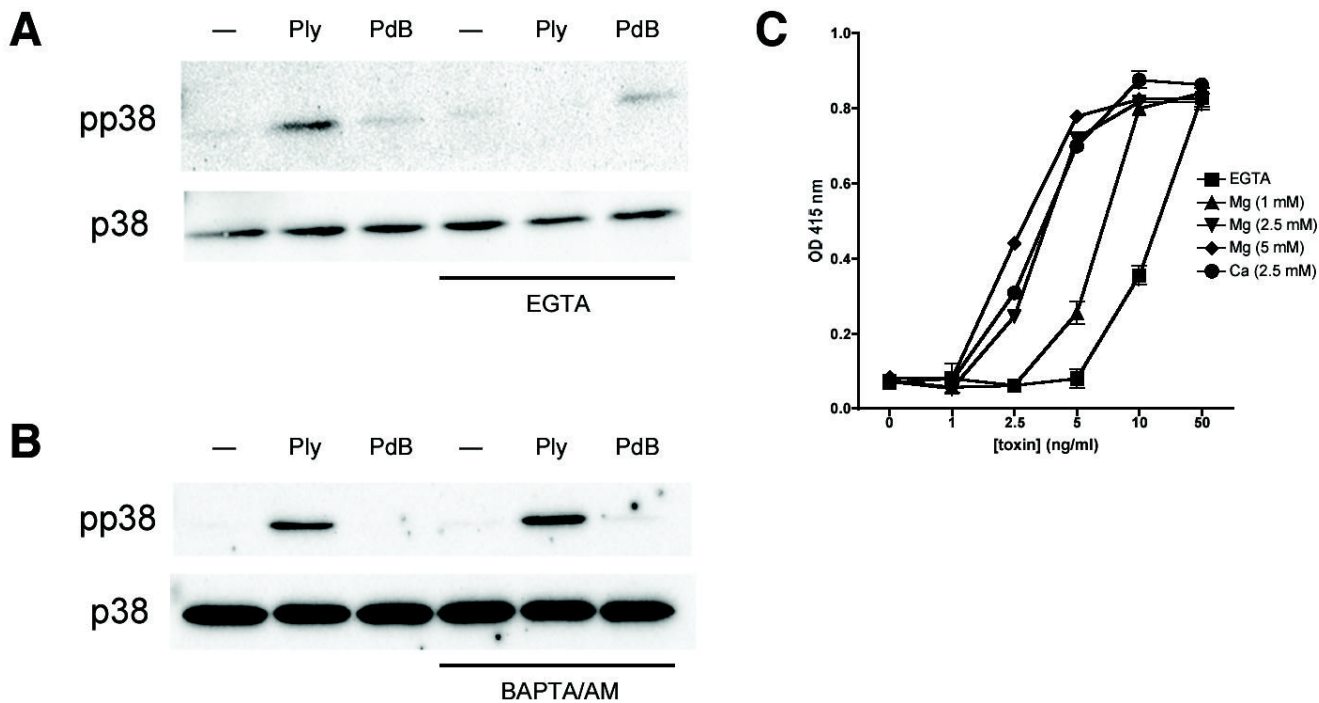 A
— Ply PdB — Ply PdB
pp38
p38
EGTA
B
— Ply PdB — Ply PdB
pp38
p38
BAPTA/AM
C
1.0
0.8
0.6
0.4
0.2
0.0
OD 415 nm
0 1 2.5 5 10 50
[toxin] (ng/ml)
EGTA
Mg (1 mM)
Mg (2.5 mM)
Mg (5 mM)
Ca (2.5 mM)